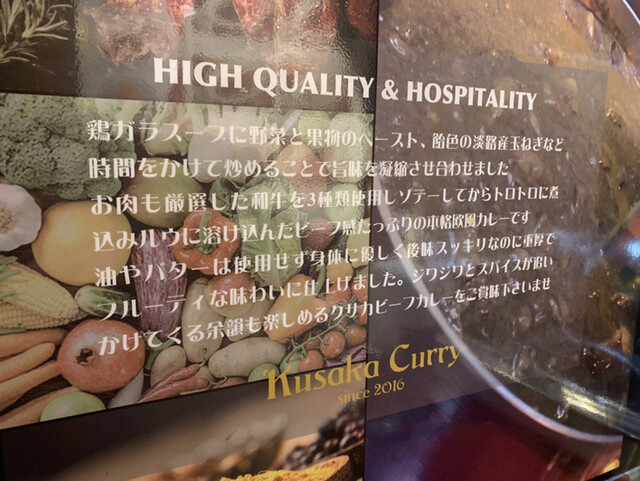 HIGH QUALITY & HOSPITALITY
鶏ガラスープに野菜と果物のペースト、飴色の淡路産玉ねぎなど
時間をかけて炒めることで旨味を凝縮させ合わせました
お肉も厳選した和牛を3種類使用しソテーしてからトロトロに煮
込みルウに溶け込んだビーフ感たっぷりの本格欧風カレーです
油やバターは使用せず身体に優しく後味スッキリなのに重厚で
フルーティな味わいに仕上げました。ジワジワとスパイスが追い
かけてくる余韻も楽しめるクサカビーフカレーをご賞味下さいませ
Kusaka Curry
since 2016